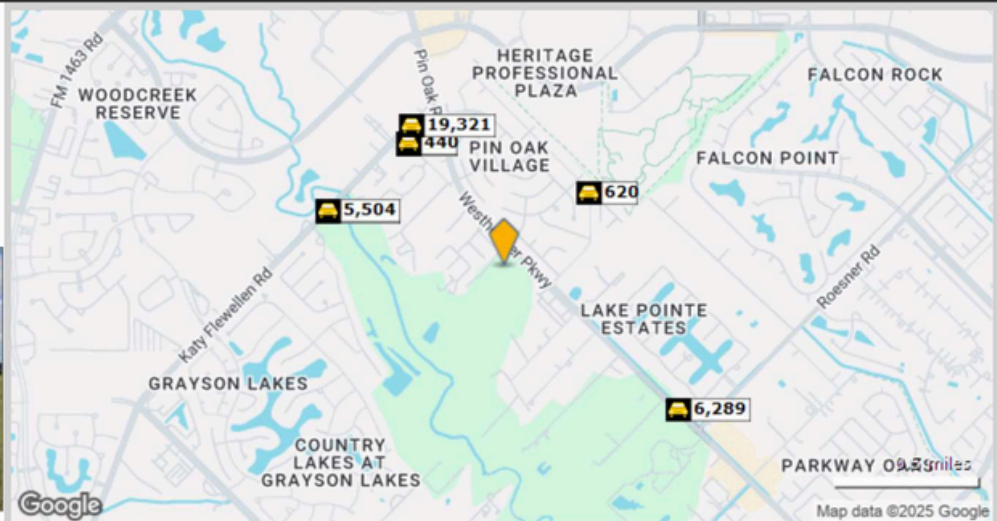 FM 1463 Rd
WOODCREEK
RESERVE
Pin Oak R
HERITAGE
PROFESSIONAL
PLAZA
FALCON ROCK
19,321
440
PIN OAK
VILLAGE
FALCON POINT
620
5,504
Pkwy
Katy Flewellen Rd
LAKE POINTE
ESTATES
Roesner Rd
GRAYSON LAKES
6,289
COUNTRY
LAKES AT
GRAYSON LAKES
PARKWAY
miles
Google
Map data ©2025 Google